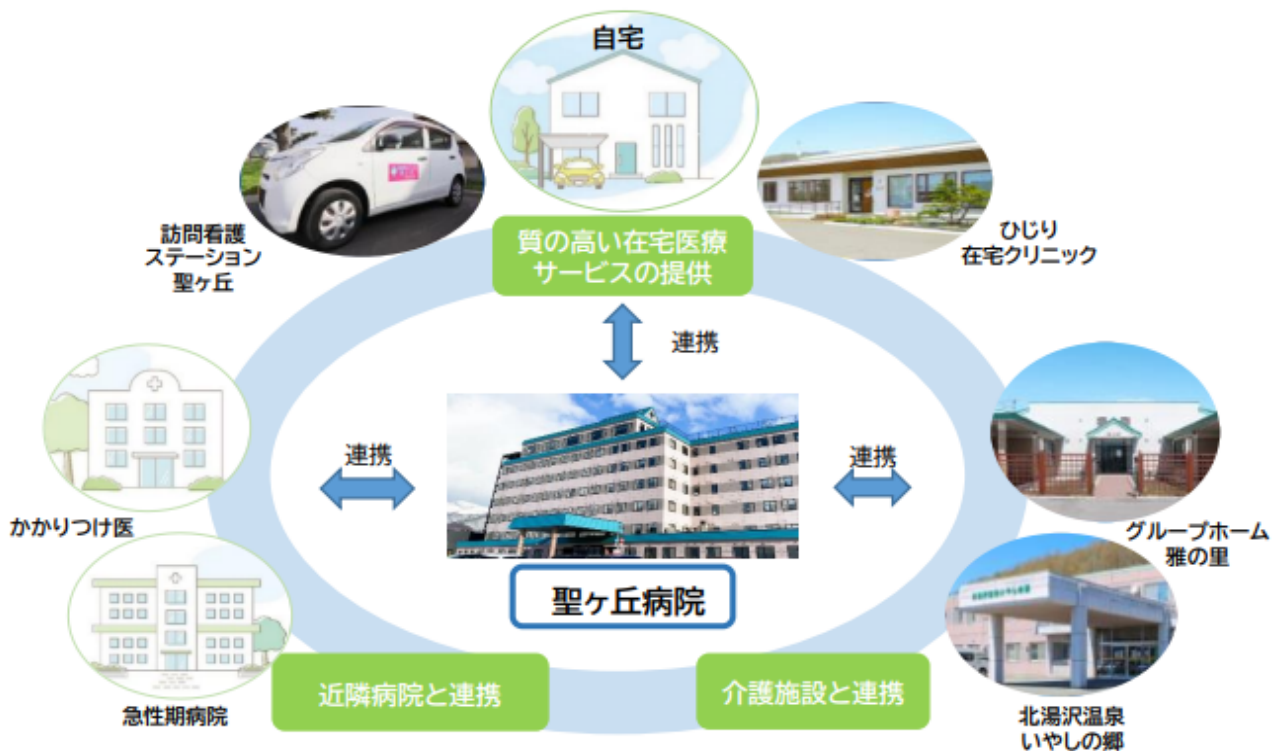 自宅
訪問看護
ステーション
聖ヶ丘
ひじり
在宅クリニック
質の高い在宅医療
サービスの提供
連携
連携
連携
かかりつけ医
グループホーム
雅の里
聖ヶ丘病院
急性期病院
近隣病院と連携
介護施設と連携
北湯沢温泉
いやしの郷